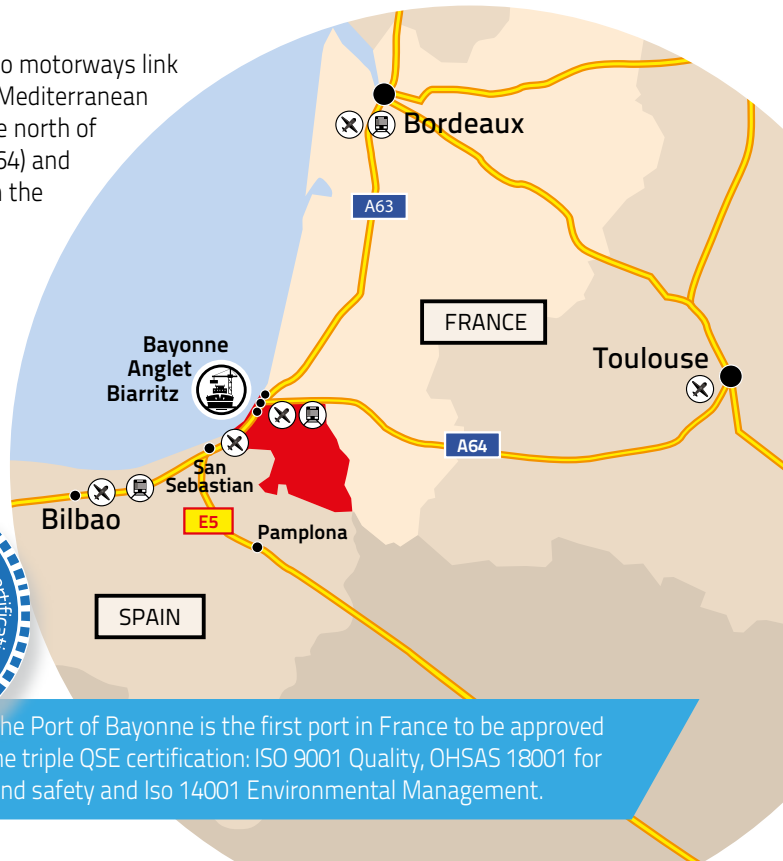 o motorways link
Mediterranean
e north of
64) and
the
Bordeaux
A63
FRANCE
Bayonne
Anglet
Biarritz
Toulouse
A64
San
Sebastian
Bilbao
E5
Pamplona
SPAIN
he Port of Bayonne is the first port in France to be approved
ne triple QSE certification: ISO 9001 Quality, OHSAS 18001 for
nd safety and Iso 14001 Environmental Management.